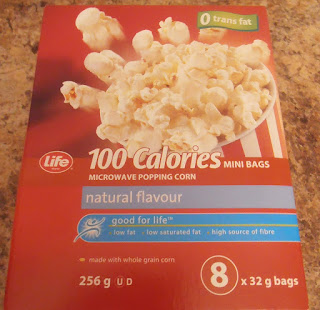 0 trans fat
Life
100 Calories MINI BAGS
MICROWAVE POPPING CORN
natural flavour
good for life™
· low fat · low saturated fat · high source of fibre
made with whole grain corn
256 g U D 8 x 32 g bags